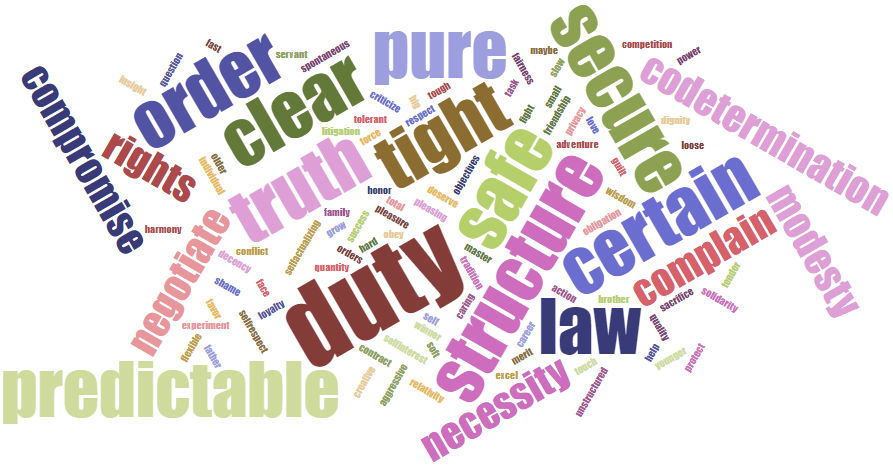 compromise
order
clear
pure
tight
secure
codetermination
rights
truth
safe
structure
certain
modesty
negotiate
duty
complain
law
predictable
necessity
insight
question
fast
servant
spontaneous
criticize
big
tough
respect
tolerant
force
litigation
older
individual
honor
family
grow
success
total
pleasure
obey
hard
orders
quantity
selfactualizing
deserve
pleasing
objectives
task
fairness
maybe
slow
small
friendship
fight
privacy
love
adventure
guilt
wisdom
obligation
competition
power
dignity
loose
harmony
conflict
decency
shame
face
loyalty
favor
experiment
selfrespect
flexible
father
master
tradition
caring
self
winner
soft
selfinterest
contract
creative
aggressive
relativity
career
merit
excel
action
brother
touch
unstructured
sacrifice
solidarity
tender
quality
help
younger
protect